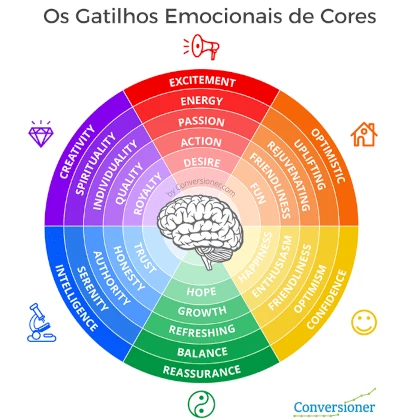 Os Gatilhos Emocionais de Cores
EXCITEMENT
ENERGY
PASSION
ACTION
DESIRE
OPTIMISTIC
UPLIFTING
REJUVENATING
FRIENDLINESS
FUN
CONFIDENCE
OPTIMISM
FRIENDLINESS
ENTHUSIASM
HAPPINESS
HOPE
GROWTH
REFRESHING
BALANCE
REASSURANCE
INTELLIGENCE
SERENITY
AUTHORITY
HONESTY
TRUST
CREATIVITY
SPIRITUALITY
INDIVIDUALITY
QUALITY
ROYALTY
by Conversioner.com
Conversioner